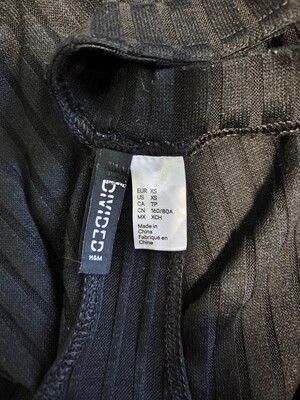 DIVIDED
H&M
EUR XS
US XS
CA TP
CN 160/80A
MX XCH
Made in
China
Fabriqué en
Chine